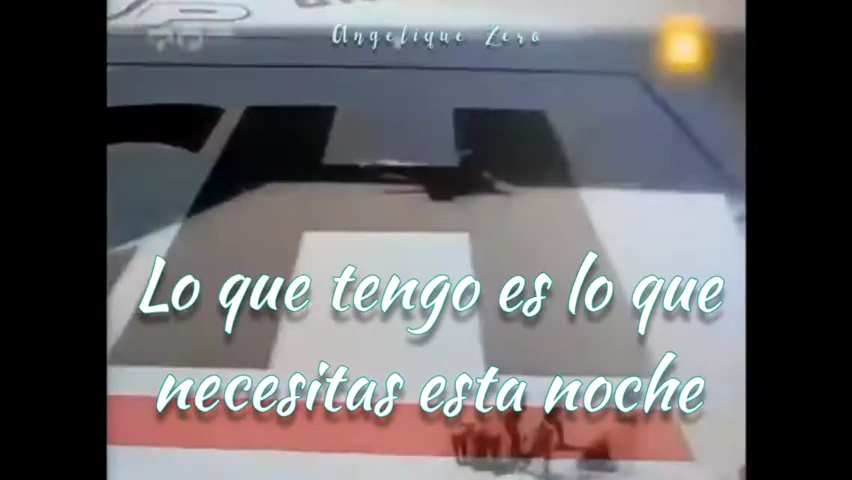 Angelique Zero
Lo que tengo es lo que
necesitas esta noche